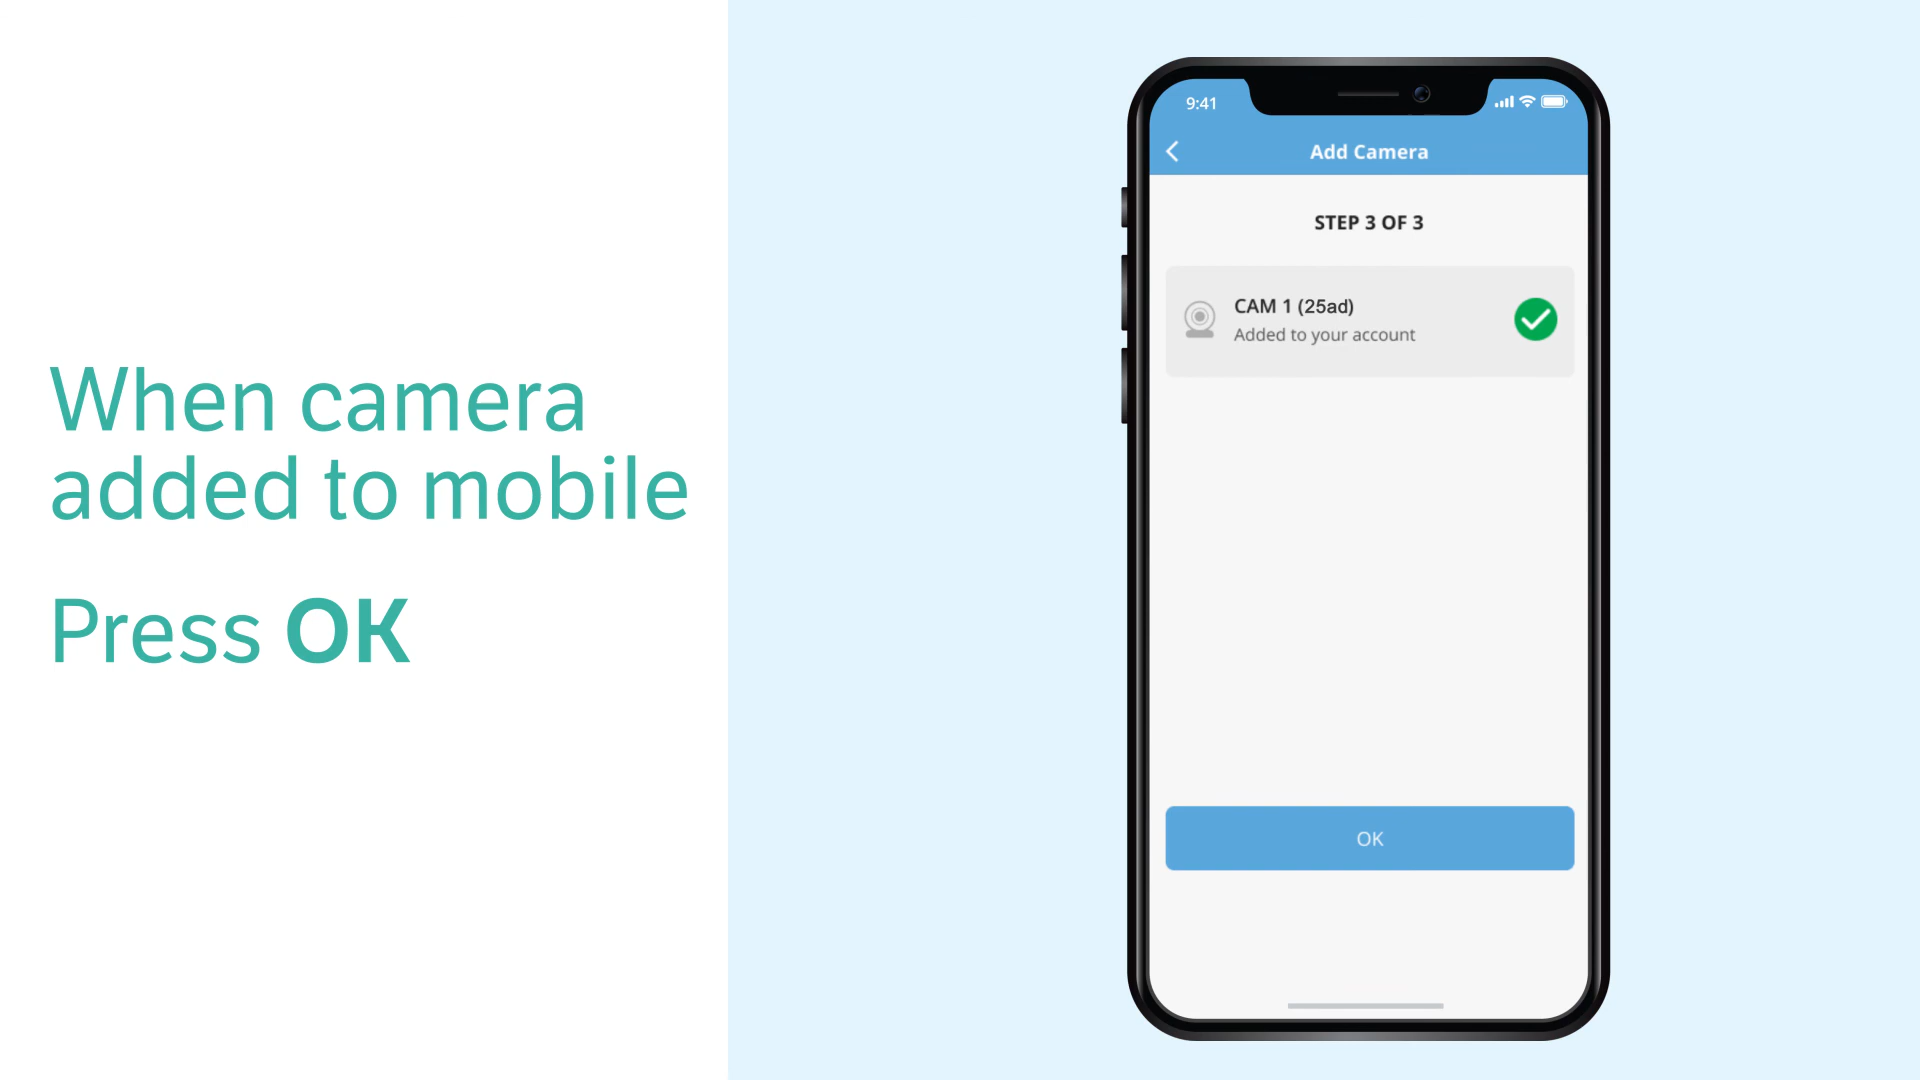 When camera
added to mobile
Press OK
9:41
Add Camera
STEP 3 OF 3
CAM 1 (25ad)
Added to your account
OK